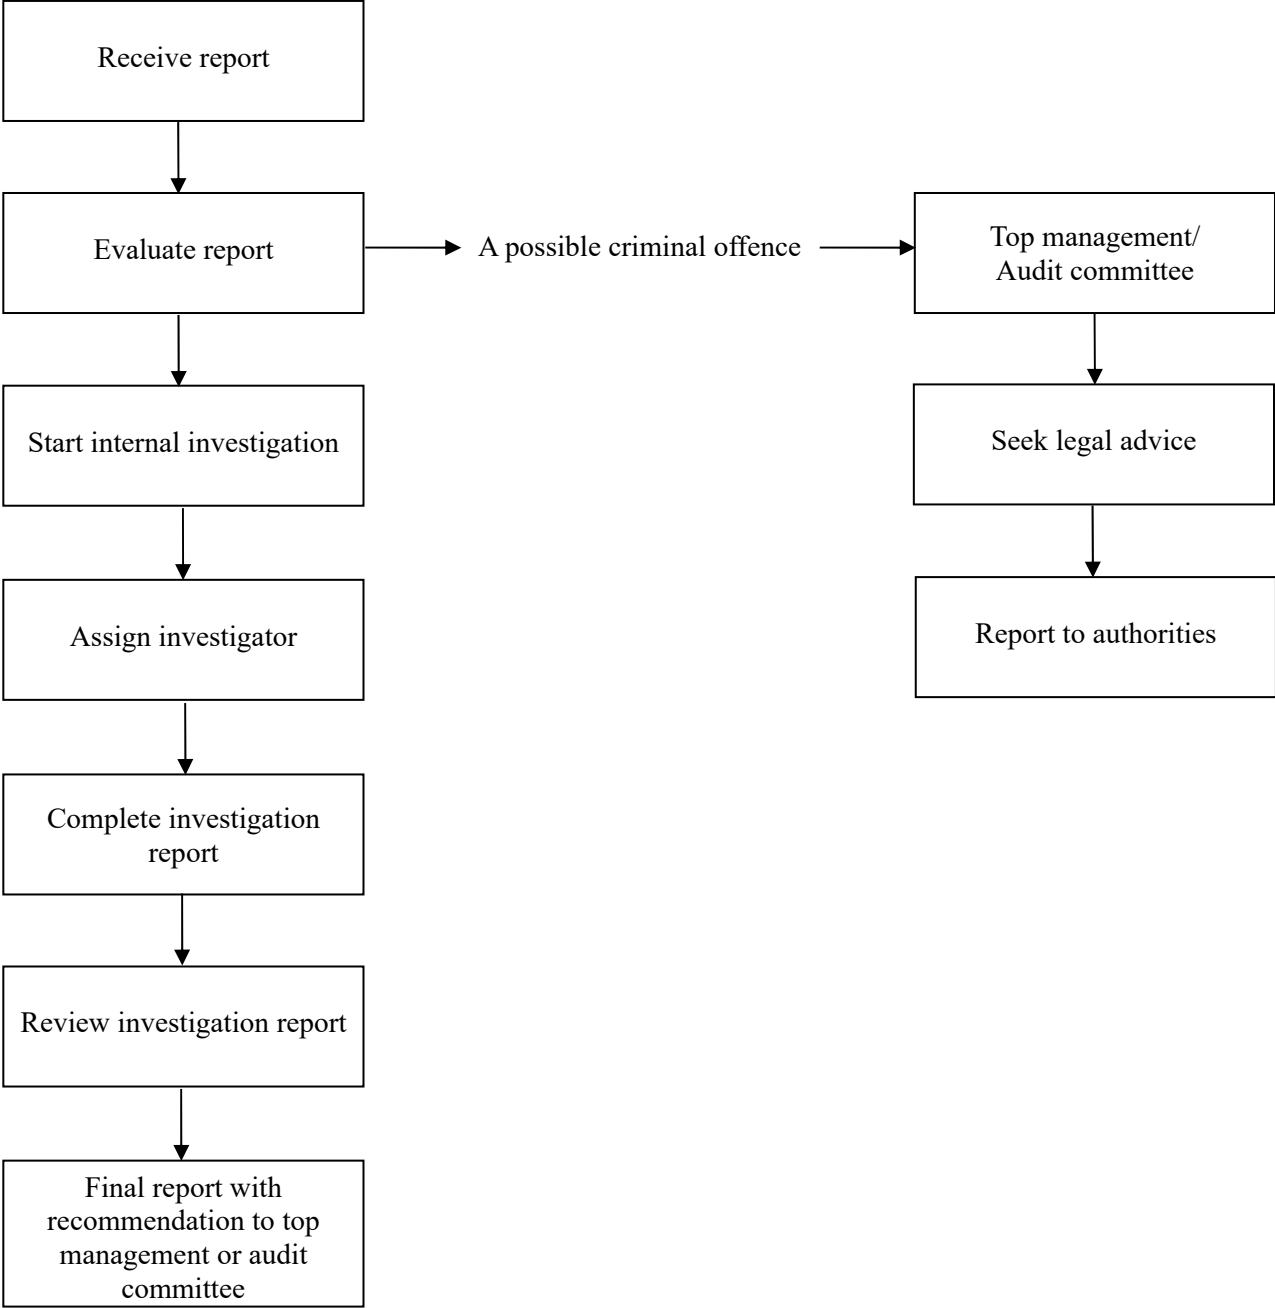 Receive report
Evaluate report
A possible criminal offence
Top management/
Audit committee
Start internal investigation
Seek legal advice
Assign investigator
Report to authorities
Complete investigation
report
Review investigation report
Final report with
recommendation to top
management or audit
committee